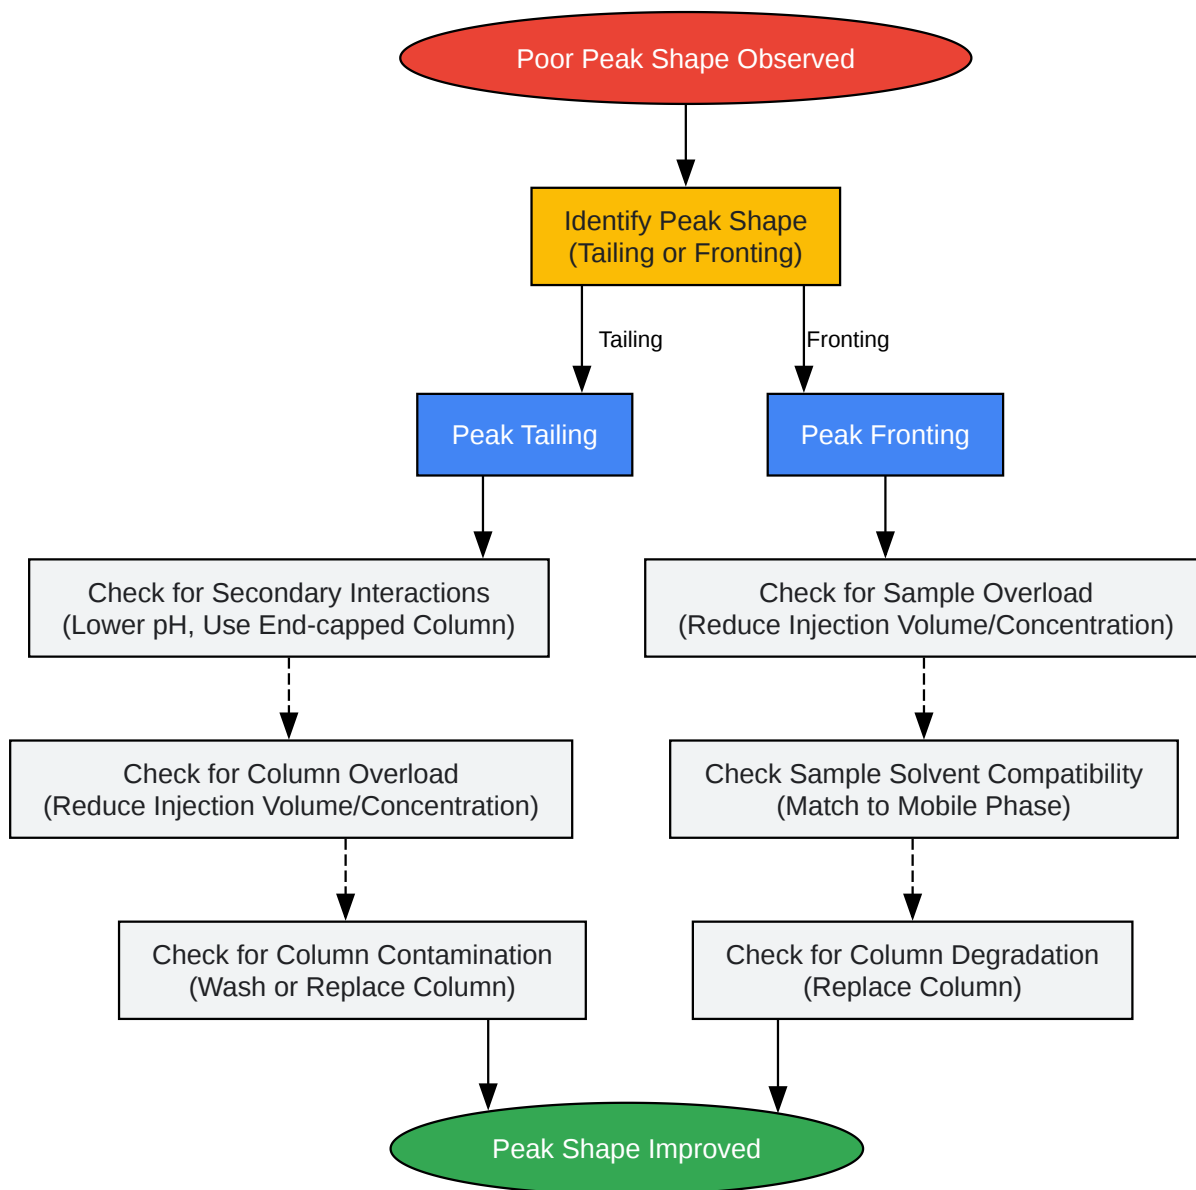 Poor Peak Shape Observed
Identify Peak Shape
(Tailing or Fronting)
Tailing
Fronting
Peak Tailing
Peak Fronting
Check for Secondary Interactions
(Lower pH, Use End-capped Column)
Check for Sample Overload
(Reduce Injection Volume/Concentration)
Check for Column Overload
(Reduce Injection Volume/Concentration)
Check Sample Solvent Compatibility
(Match to Mobile Phase)
Check for Column Contamination
(Wash or Replace Column)
Check for Column Degradation
(Replace Column)
Peak Shape Improved